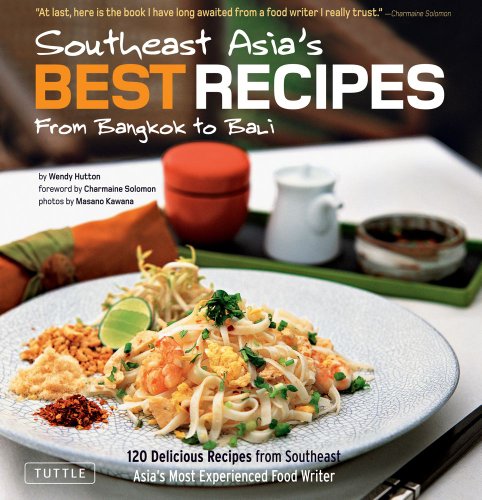 "At last, here is the book I have long awaited from a food writer I really trust." —Charmaine Solomon
Southeast Asia's
BEST RECIPES
From Bangkok to Bali
by Wendy Hutton
foreword by Charmaine Solomon
photos by Masano Kawana
120 Delicious Recipes from Southeast
Asia's Most Experienced Food Writer
TUTTLE